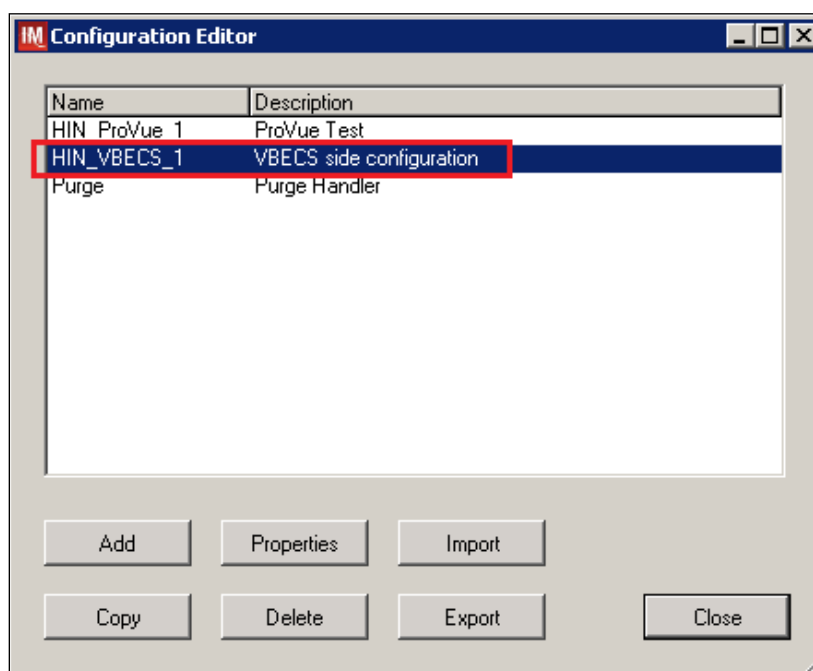 IM Configuration Editor
Name Description
HIN_ProVue_1 ProVue Test
HIN_VBECS_1 VBECS side configuration
Purge Purge Handler
Add Properties Import
Copy Delete Export Close